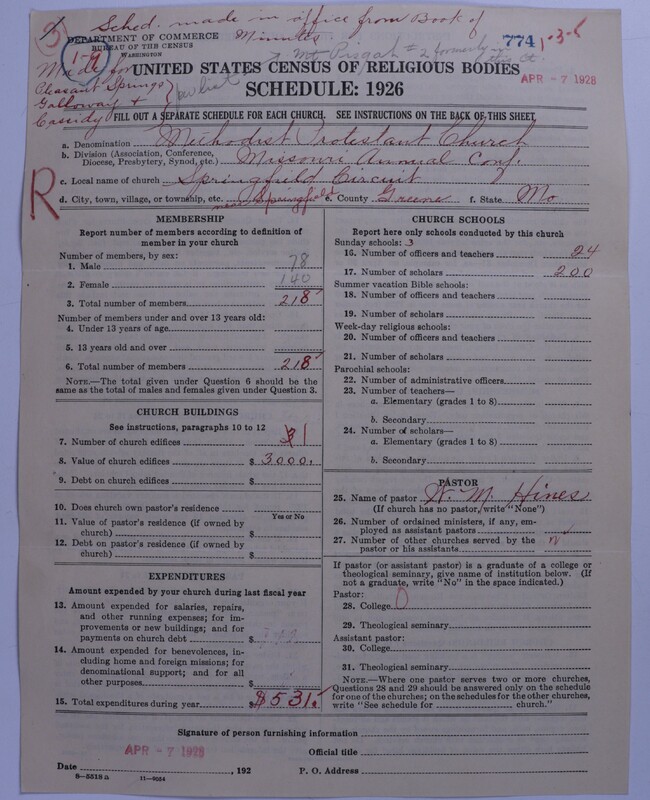 Sched. made in office from Book of
Minutes
DEPARTMENT OF COMMERCE
BUREAU OF THE CENSUS
WASHINGTON
774 1-3-5
Mt Pisgah #2 formerly
this Ct.
APR - 7 1928
Made for
Pleasant Springs
Galloway &
Cassidy
UNITED STATES CENSUS OF RELIGIOUS BODIES
SCHEDULE: 1926
FILL OUT A SEPARATE SCHEDULE FOR EACH CHURCH. SEE INSTRUCTIONS ON THE BACK OF THIS SHEET
R
a. Denomination Methodist Protestant Church
b. Division (Association, Conference, Diocese, Presbytery, Synod, etc.) Missouri Annual Conf.
c. Local name of church Springfield Circuit
d. City, town, village, or township, etc. near Springfield e. County Greene f. State Mo
MEMBERSHIP
Report number of members according to definition of
member in your church
Number of members, by sex:
1. Male 78
2. Female 140
3. Total number of members 218
Number of members under and over 13 years old:
4. Under 13 years of age
5. 13 years old and over
6. Total number of members 218
NOTE.—The total given under Question 6 should be the
same as the total of males and females given under Question 3.
CHURCH BUILDINGS
See instructions, paragraphs 10 to 12
7. Number of church edifices 1
8. Value of church edifices $ 3000.
9. Debt on church edifices $
10. Does church own pastor's residence
Yes or No
11. Value of pastor's residence (if owned by
church) $
12. Debt on pastor's residence (if owned by
church) $
EXPENDITURES
Amount expended by your church during last fiscal year
13. Amount expended for salaries, repairs,
and other running expenses; for im-
provements or new buildings; and for
payments on church debt $
14. Amount expended for benevolences, in-
cluding home and foreign missions; for
denominational support; and for all
other purposes $
15. Total expenditures during year $ $531.
CHURCH SCHOOLS
Report here only schools conducted by this church
Sunday schools: 3
16. Number of officers and teachers 24
17. Number of scholars 200
Summer vacation Bible schools:
18. Number of officers and teachers
19. Number of scholars
Week-day religious schools:
20. Number of officers and teachers
21. Number of scholars
Parochial schools:
22. Number of administrative officers
23. Number of teachers—
a. Elementary (grades 1 to 8)
b. Secondary
24. Number of scholars—
a. Elementary (grades 1 to 8)
b. Secondary
PASTOR
25. Name of pastor W. M. Hines
(If church has no pastor, write "None")
26. Number of ordained ministers, if any, em-
ployed as assistant pastors
27. Number of other churches served by the
pastor or his assistants
If pastor (or assistant pastor) is a graduate of a college or
theological seminary, give name of institution below. (If
not a graduate, write "No" in the space indicated.)
Pastor:
28. College 0
29. Theological seminary
Assistant pastor:
30. College
31. Theological seminary
NOTE.—Where one pastor serves two or more churches,
Questions 28 and 29 should be answered only on the schedule
for one of the churches; on the schedules for the other churches,
write "See schedule for church."
Signature of person furnishing information
APR - 7 1928
Official title
Date , 192
P. O. Address
8-5518a 11-9034